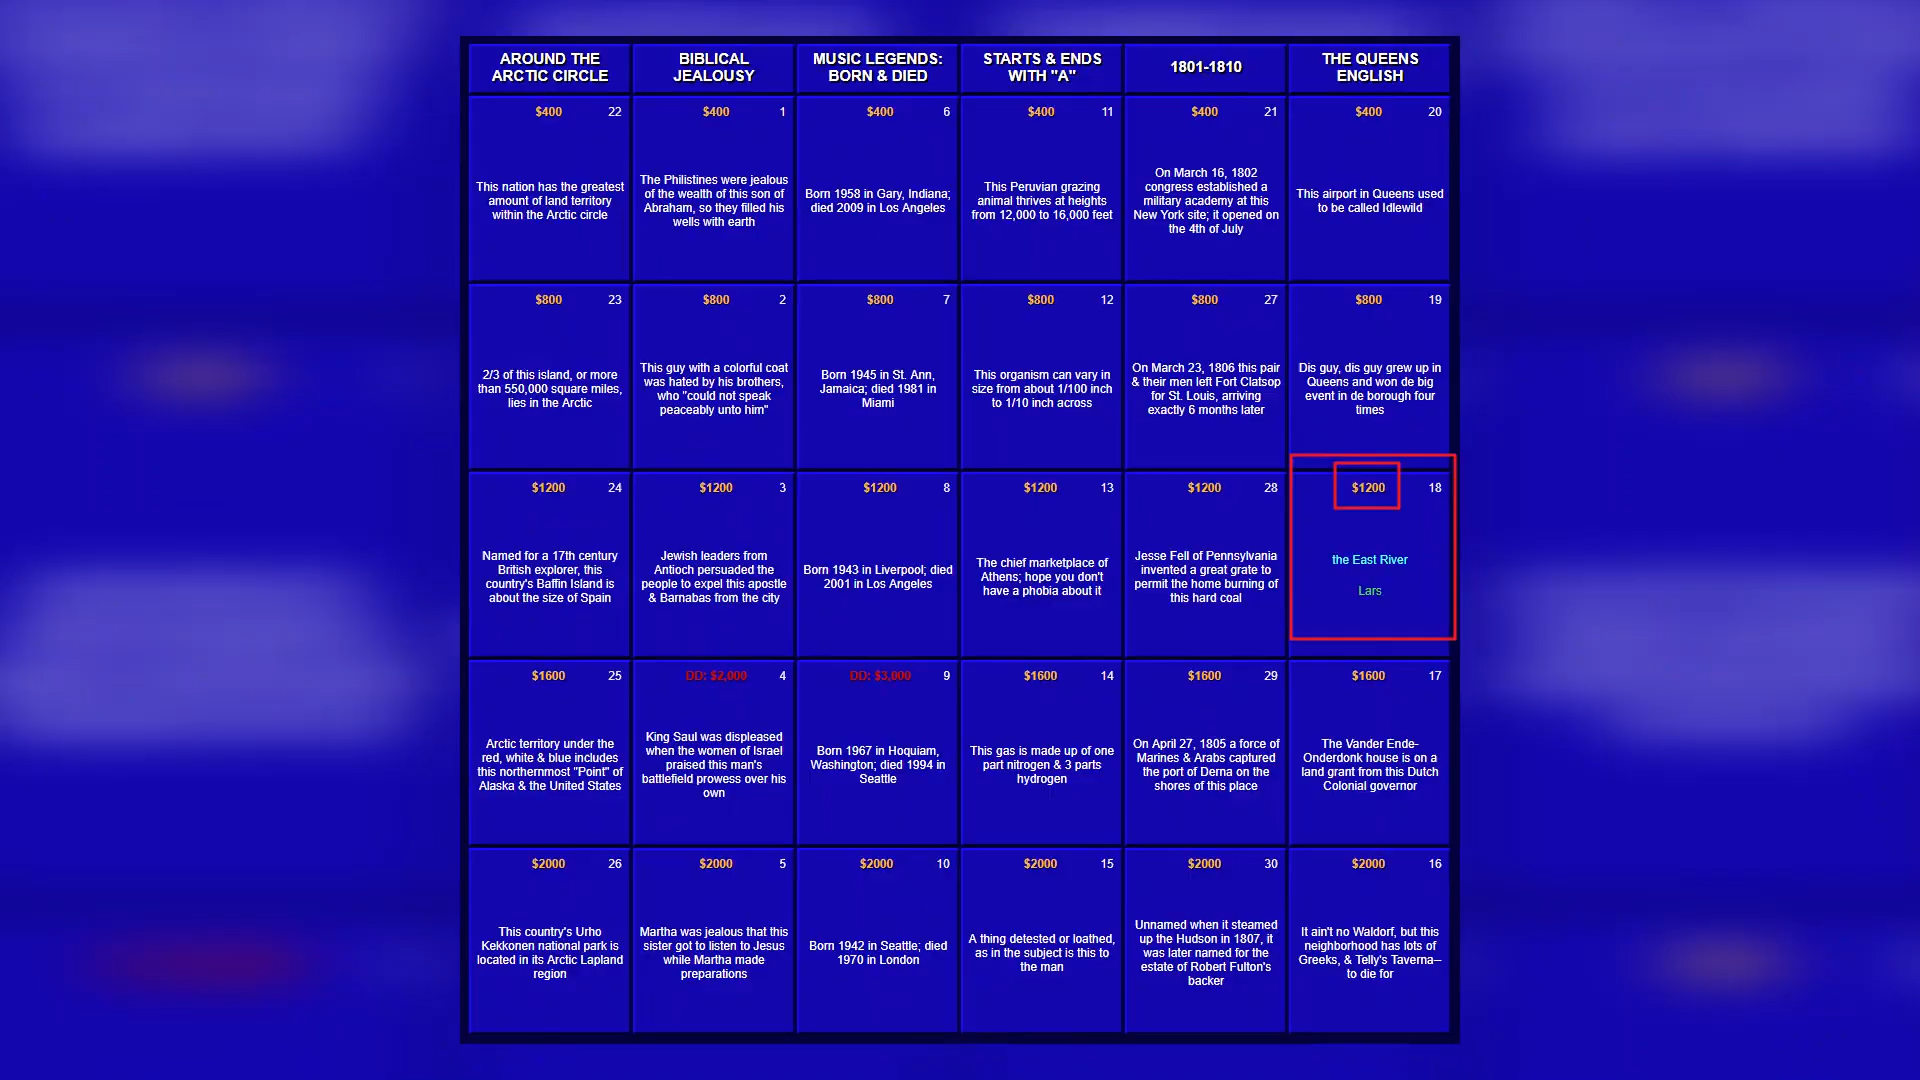 AROUND THE
ARCTIC CIRCLE
BIBLICAL
JEALOUSY
MUSIC LEGENDS:
BORN & DIED
STARTS & ENDS
WITH "A"
1801-1810
THE QUEENS
ENGLISH
$400 22
This nation has the greatest
amount of land territory
within the Arctic circle
$400 1
The Philistines were jealous
of the wealth of this son of
Abraham, so they filled his
wells with earth
$400 6
Born 1958 in Gary, Indiana;
died 2009 in Los Angeles
$400 11
This Peruvian grazing
animal thrives at heights
from 12,000 to 16,000 feet
$400 21
On March 16, 1802
congress established a
military academy at this
New York site; it opened on
the 4th of July
$400 20
This airport in Queens used
to be called Idlewild
$800 23
2/3 of this island, or more
than 550,000 square miles,
lies in the Arctic
$800 2
This guy with a colorful coat
was hated by his brothers,
who "could not speak
peaceably unto him"
$800 7
Born 1945 in St. Ann,
Jamaica; died 1981 in
Miami
$800 12
This organism can vary in
size from about 1/100 inch
to 1/10 inch across
$800 27
On March 23, 1806 this pair
& their men left Fort Clatsop
for St. Louis, arriving
exactly 6 months later
$800 19
Dis guy, dis guy grew up in
Queens and won de big
event in de borough four
times
$1200 24
Named for a 17th century
British explorer, this
country's Baffin Island is
about the size of Spain
$1200 3
Jewish leaders from
Antioch persuaded the
people to expel this apostle
& Barnabas from the city
$1200 8
Born 1943 in Liverpool; died
2001 in Los Angeles
$1200 13
The chief marketplace of
Athens; hope you don't
have a phobia about it
$1200 28
Jesse Fell of Pennsylvania
invented a great grate to
permit the home burning of
this hard coal
$1200 18
the East River
Lars
$1600 25
Arctic territory under the
red, white & blue includes
this northernmost "Point" of
Alaska & the United States
DD: $2,000 4
King Saul was displeased
when the women of Israel
praised this man's
battlefield prowess over his
own
DD: $3,000 9
Born 1967 in Hoquiam,
Washington; died 1994 in
Seattle
$1600 14
This gas is made up of one
part nitrogen & 3 parts
hydrogen
$1600 29
On April 27, 1805 a force of
Marines & Arabs captured
the port of Derna on the
shores of this place
$1600 17
The Vander Ende-
Onderdonk house is on a
land grant from this Dutch
Colonial governor
$2000 26
This country's Urho
Kekkonen national park is
located in its Arctic Lapland
region
$2000 5
Martha was jealous that this
sister got to listen to Jesus
while Martha made
preparations
$2000 10
Born 1942 in Seattle; died
1970 in London
$2000 15
A thing detested or loathed,
as in the subject is this to
the man
$2000 30
Unnamed when it steamed
up the Hudson in 1807, it
was later named for the
estate of Robert Fulton's
backer
$2000 16
It ain't no Waldorf, but this
neighborhood has lots of
Greeks, & Telly's Taverna--
to die for